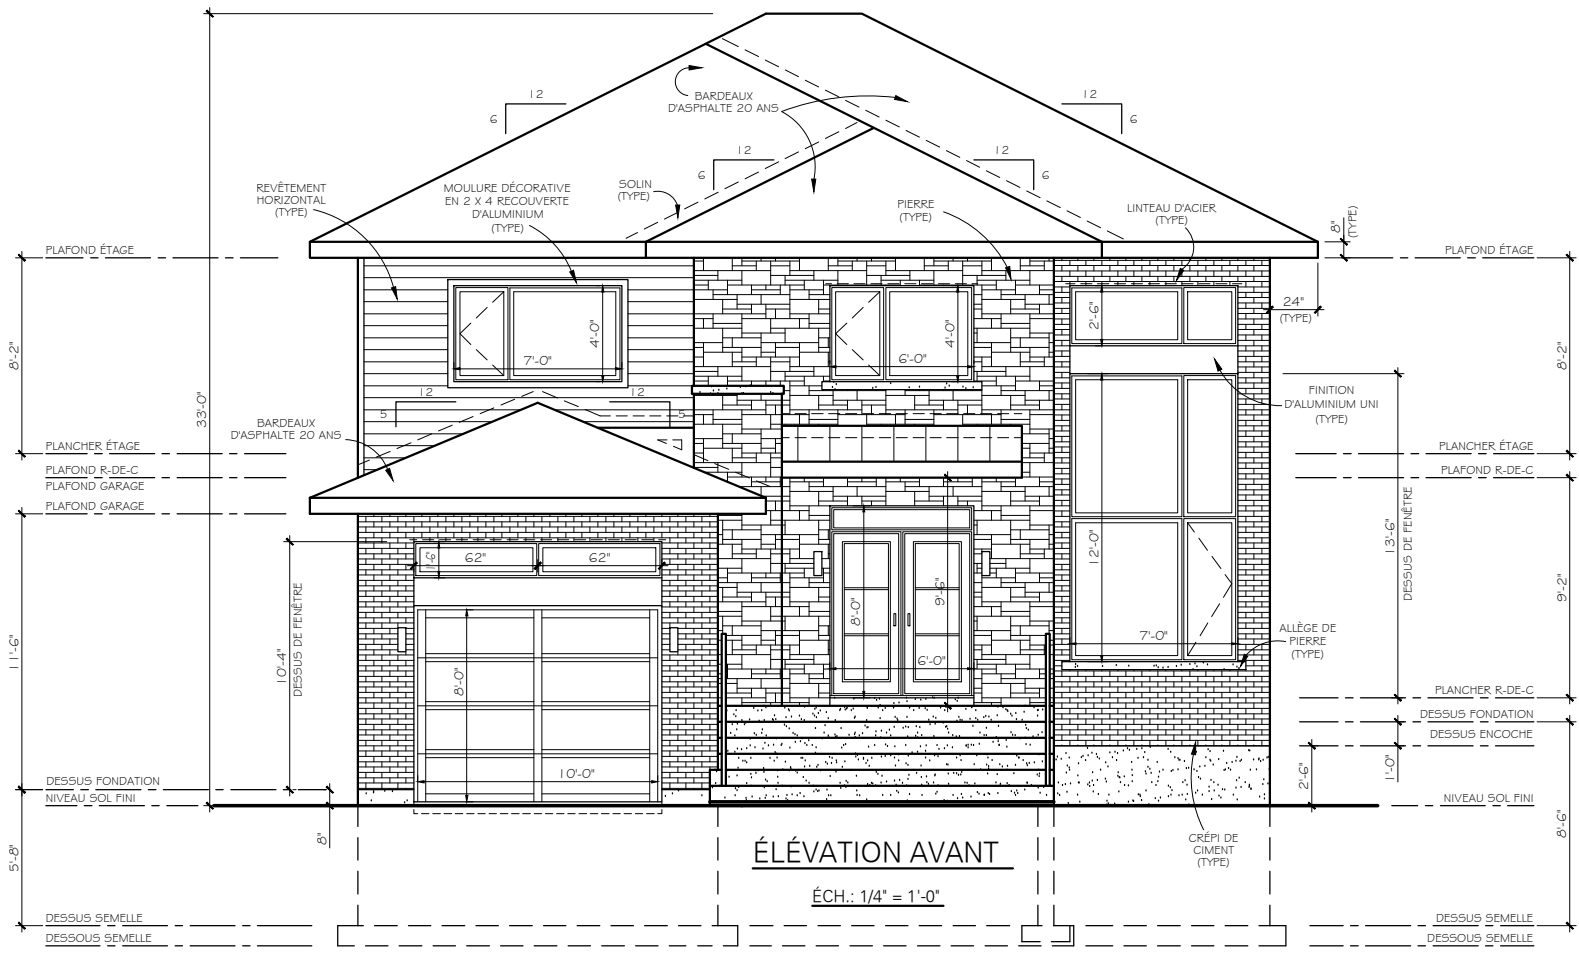 12
6
BARDEAUX
D'ASPHALTE 20 ANS
12
6
12
6
12
6
REVÊTEMENT
HORIZONTAL
(TYPE)
MOULURE DÉCORATIVE
EN 2 X 4 RECOUVERTE
D'ALUMINIUM
(TYPE)
SOLIN
(TYPE)
PIERRE
(TYPE)
LINTEAU D'ACIER
(TYPE)
8"
(TYPE)
PLAFOND ÉTAGE
PLAFOND ÉTAGE
24"
(TYPE)
4'-0"
7'-0"
4'-0"
6'-0"
2'-6"
8'-2"
33'-0"
8'-2"
12
5
12
5
FINITION
D'ALUMINIUM UNI
(TYPE)
BARDEAUX
D'ASPHALTE 20 ANS
PLANCHER ÉTAGE
PLANCHER ÉTAGE
PLAFOND R-DE-C
PLAFOND R-DE-C
PLAFOND GARAGE
PLAFOND GARAGE
1'-6"
62"
62"
12'-0"
13'-6"
DESSUS DE FENÊTRE
9'-2"
9'-6"
8'-0"
6'-0"
7'-0"
11'-6"
10'-4"
DESSUS DE FENÊTRE
8'-0"
10'-0"
ALLÈGE DE
PIERRE
(TYPE)
PLANCHER R-DE-C
DESSUS FONDATION
DESSUS ENCOCHE
1'-0"
2'-6"
DESSUS FONDATION
NIVEAU SOL FINI
NIVEAU SOL FINI
8"
5'-8"
8'-6"
CRÉPI DE
CIMENT
(TYPE)
ÉLÉVATION AVANT
ÉCH.: 1/4" = 1'-0"
DESSUS SEMELLE
DESSUS SEMELLE
DESSOUS SEMELLE
DESSOUS SEMELLE